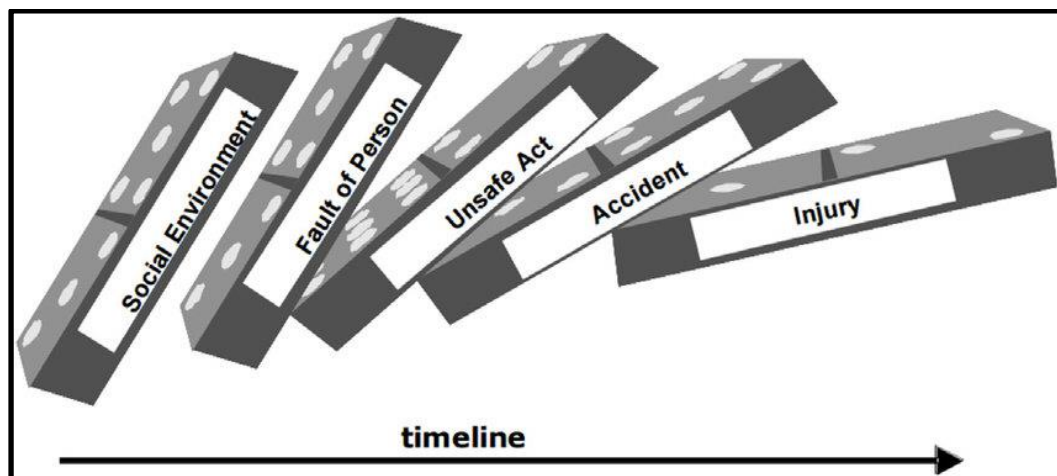 Social Environment
Fault of Person
Unsafe Act
Accident
Injury
timeline